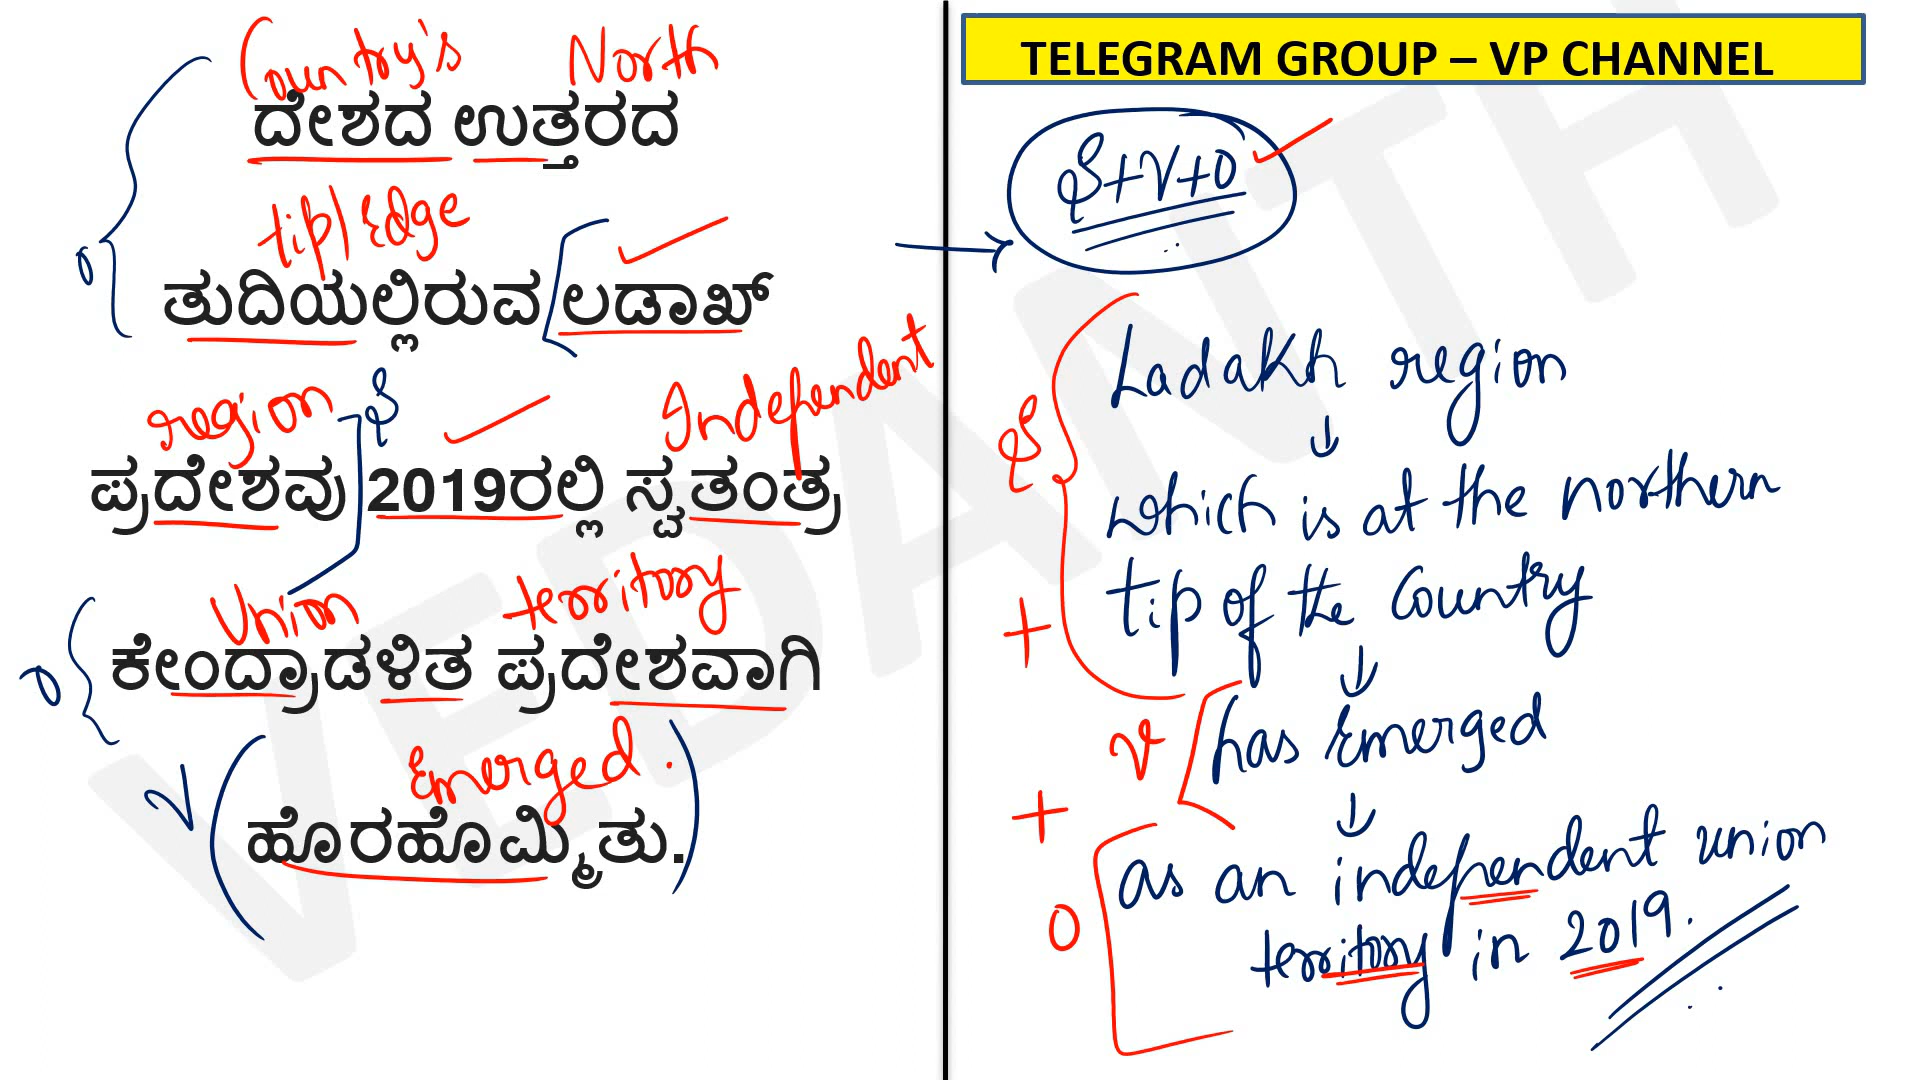 Country's North
ದೇಶದ ಉತ್ತರದ
tip/Edge
ತುದಿಯಲ್ಲಿರುವ ಲಡಾಖ್
O
region S Independent
ಪ್ರದೇಶವು 2019ರಲ್ಲಿ ಸ್ವತಂತ್ರ
Union territory
ಕೇಂದ್ರಾಡಳಿತ ಪ್ರದೇಶವಾಗಿ
O
Emerged.
V
ಹೊರಹೊಮ್ಮಿತು.
TELEGRAM GROUP – VP CHANNEL
S+V+O
Ladakh region
S
which is at the northern
tip of the Country
+
V has Emerged
+
as an independent union
O
territory in 2019.
VEDANTH